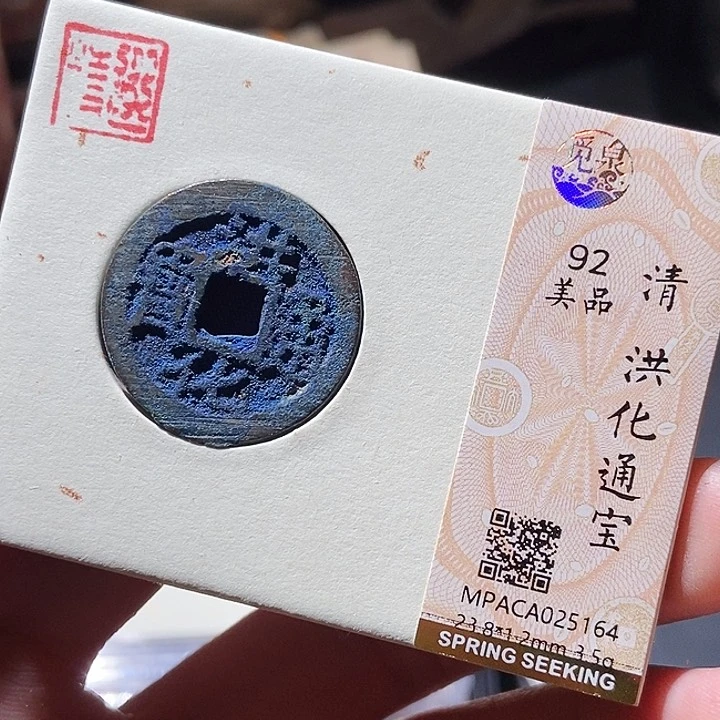 觅泉
92
美品
清
洪化通宝
MPACA025164
23.8*1.2mm 3.5g
SPRING SEEKING